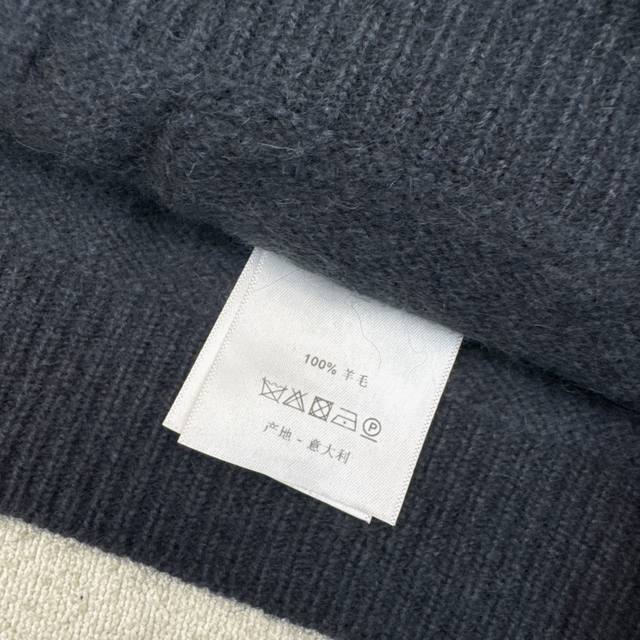 100% 羊毛
产地 - 意大利